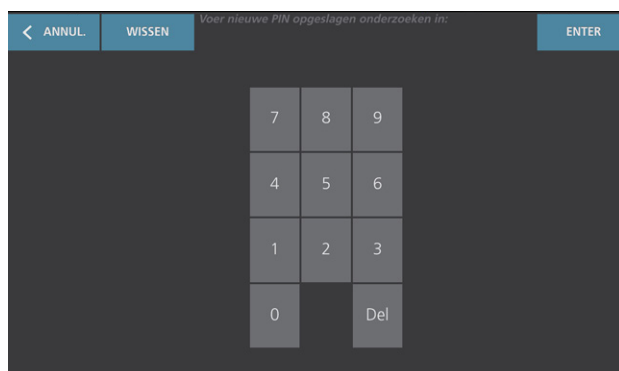 ANNUL.
WISSEN
Voer nieuwe PIN opgeslagen onderzoeken in:
ENTER
7 8 9
4 5 6
1 2 3
0 Del